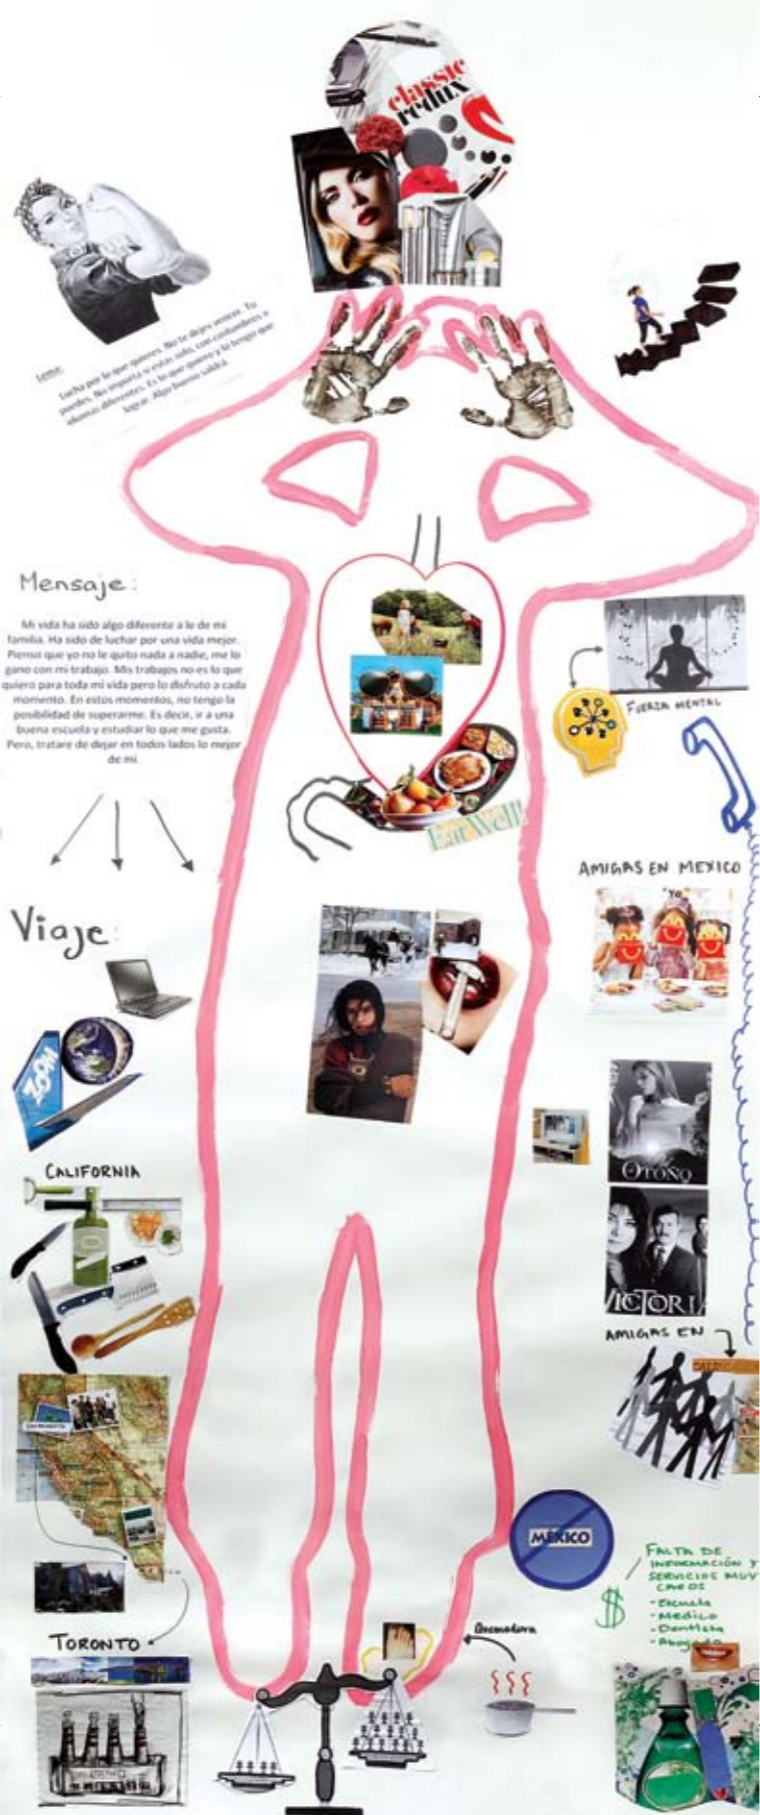 classic
redux
Lema:
Lucha por lo que quieres. No te dejes vencer. Tu
puedes. No importa si estas solo, con costumbres o
idiomas diferentes. Es lo que quiero y lo tengo que
lograr. Algo bueno saldrá.
Mensaje:
Mi vida ha sido algo diferente a le de mi
familia. Ha sido de luchar por una vida mejor.
Pienso que yo no le quito nada a nadie, me lo
gano con mi trabajo. Mis trabajos no es lo que
quiero para toda mi vida pero lo disfruto a cada
momento. En estos momentos, no tengo la
posibilidad de superarme. Es decir, ir a una
buena escuela y estudiar lo que me gusta.
Pero, tratare de dejar en todos lados lo mejor
de mi.
FUERZA MENTAL
Eat Well!
AMIGAS EN MEXICO
"Yo"
Viaje:
ZOOM
CALIFORNIA
OTOÑO
VICTORIA
AMIGAS EN
MEXICO
FALTA DE
INFORMACIÓN Y
SERVICIOS MUY
CAROS
$
- Escuela
- Medico
- Dentista
- Abogado
Quemadura
TORONTO